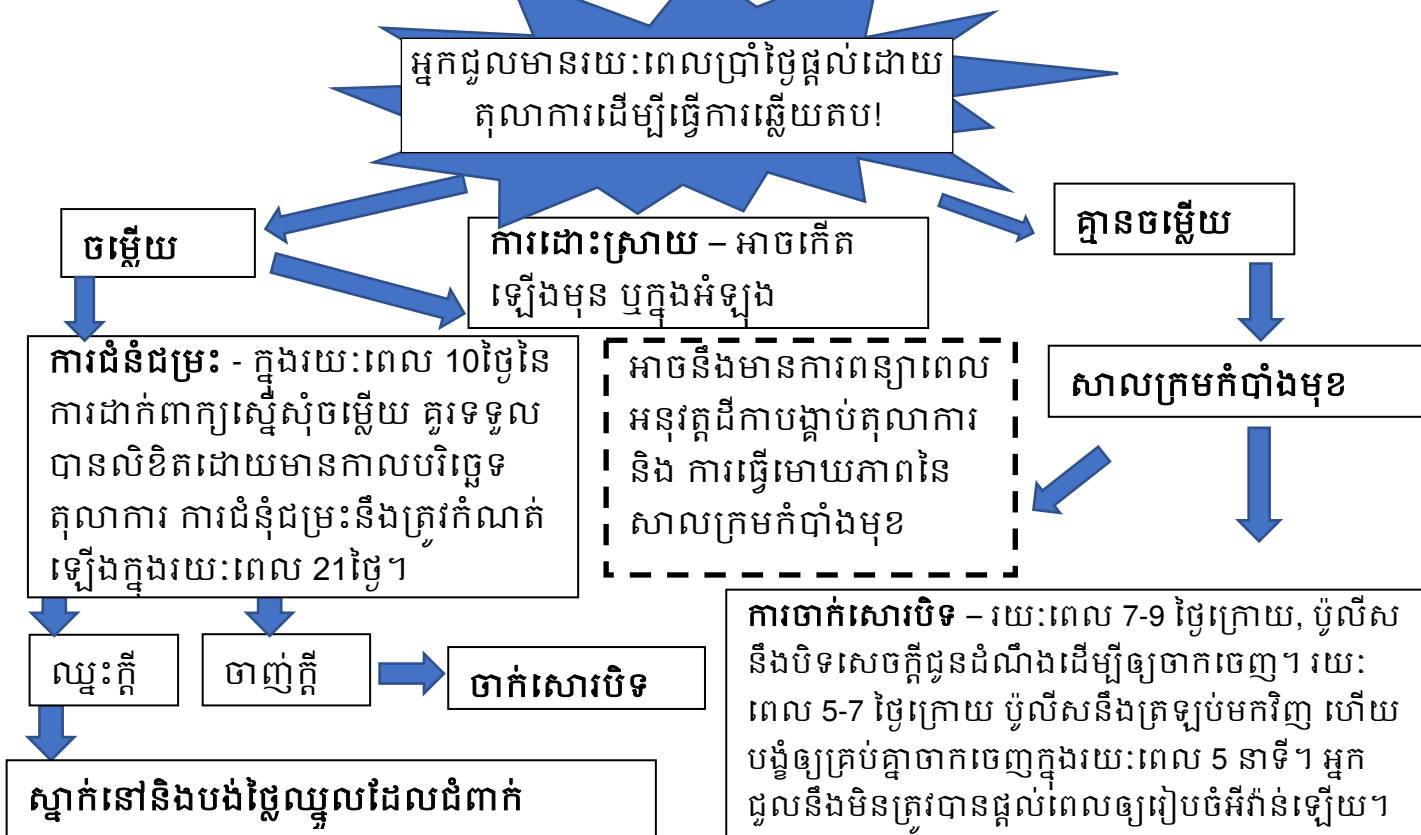 អ្នកជួលមានរយៈពេលប្រាំថ្ងៃផ្តល់ដោយ
តុលាការដើម្បីធ្វើការឆ្លើយតប!
ចម្លើយ
ការដោះស្រាយ – អាចកើត
ឡើងមុន ឬក្នុងអំឡុង
គ្មានចម្លើយ
ការជំនំជម្រះ - ក្នុងរយៈពេល 10ថ្ងៃនៃ
ការដាក់ពាក្យស្នើសុំចម្លើយ គួរទទួល
បានលិខិតដោយមានកាលបរិច្ឆេទ
តុលាការ ការជំនុំជម្រះនឹងត្រូវកំណត់
ឡើងក្នុងរយៈពេល 21ថ្ងៃ។
អាចនឹងមានការពន្យាពេល
អនុវត្តដីកាបង្គាប់តុលាការ
និង ការធ្វើមោឃភាពនៃ
សាលក្រមកំបាំងមុខ
សាលក្រមកំបាំងមុខ
ឈ្នះក្តី
ចាញ់ក្តី
ចាក់សោរបិទ
ការចាក់សោរបិទ – រយៈពេល 7-9 ថ្ងៃក្រោយ, ប៉ូលីស
នឹងបិទសេចក្តីជូនដំណឹងដើម្បីឲ្យចាកចេញ។ រយៈ
ពេល 5-7 ថ្ងៃក្រោយ ប៉ូលីសនឹងត្រឡប់មកវិញ ហើយ
បង្ខំឲ្យគ្រប់គ្នាចាកចេញក្នុងរយៈពេល 5 នាទី។ អ្នក
ជួលនឹងមិនត្រូវបានផ្តល់ពេលឲ្យរៀបចំអីវ៉ាន់ឡើយ។
ស្នាក់នៅនិងបង់ថ្លៃឈ្នួលដែលជំពាក់